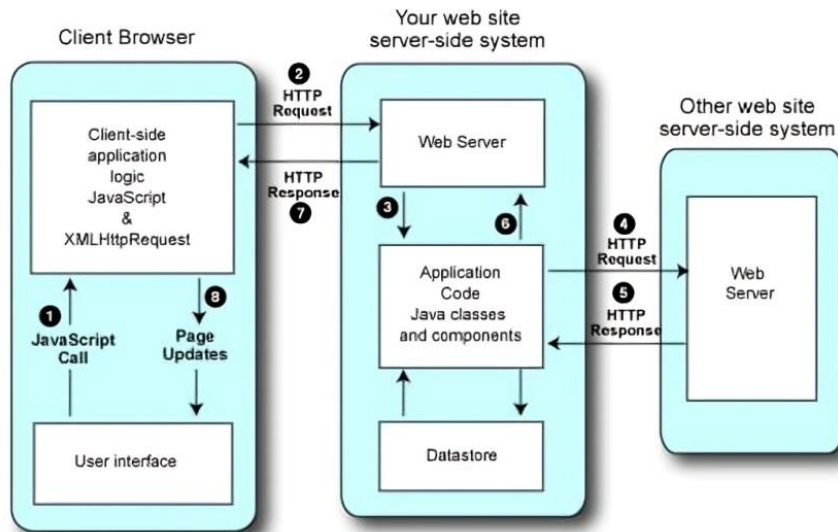 Client Browser
Your web site
server-side system
Other web site
server-side system
Client-side
application
logic
JavaScript
&
XMLHttpRequest
2
HTTP
Request
HTTP
Response
7
Web Server
3
6
Application
Code
Java classes
and components
4
HTTP
Request
5
HTTP
Response
Web
Server
1
JavaScript
Call
8
Page
Updates
User interface
Datastore